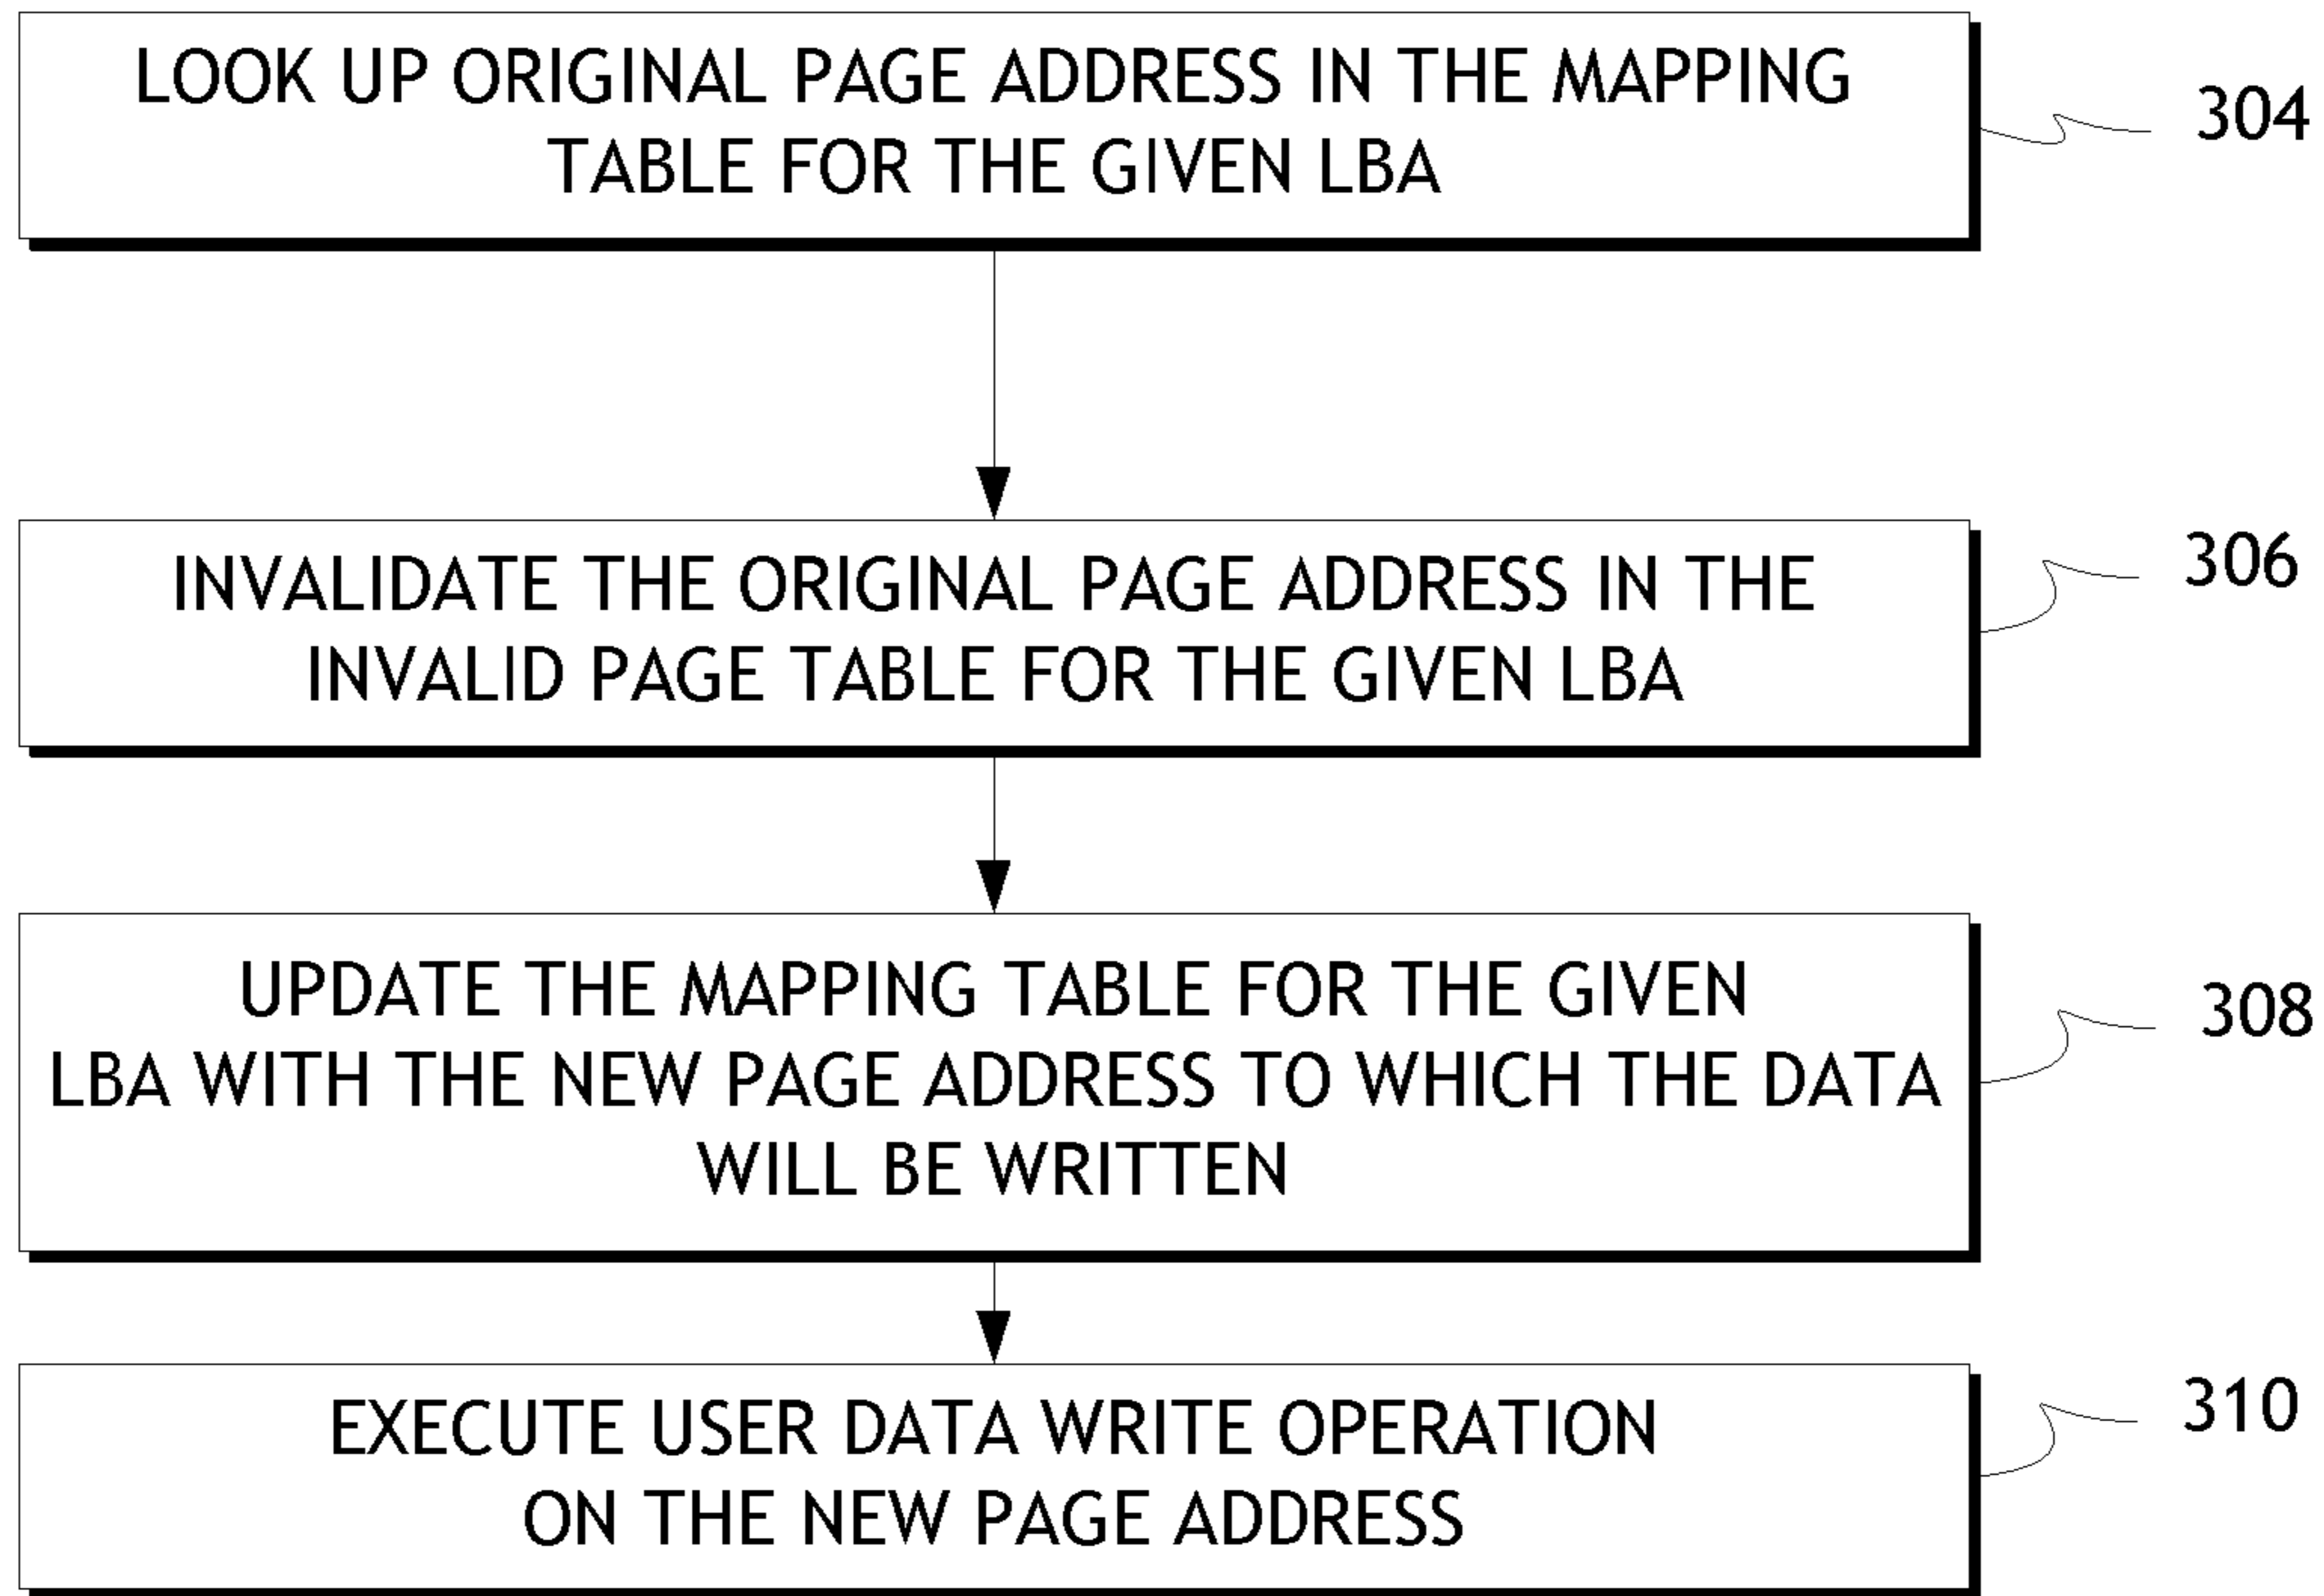 LOOK UP ORIGINAL PAGE ADDRESS IN THE MAPPING
TABLE FOR THE GIVEN LBA
304
INVALIDATE THE ORIGINAL PAGE ADDRESS IN THE
INVALID PAGE TABLE FOR THE GIVEN LBA
306
UPDATE THE MAPPING TABLE FOR THE GIVEN
LBA WITH THE NEW PAGE ADDRESS TO WHICH THE DATA
WILL BE WRITTEN
308
EXECUTE USER DATA WRITE OPERATION
ON THE NEW PAGE ADDRESS
310